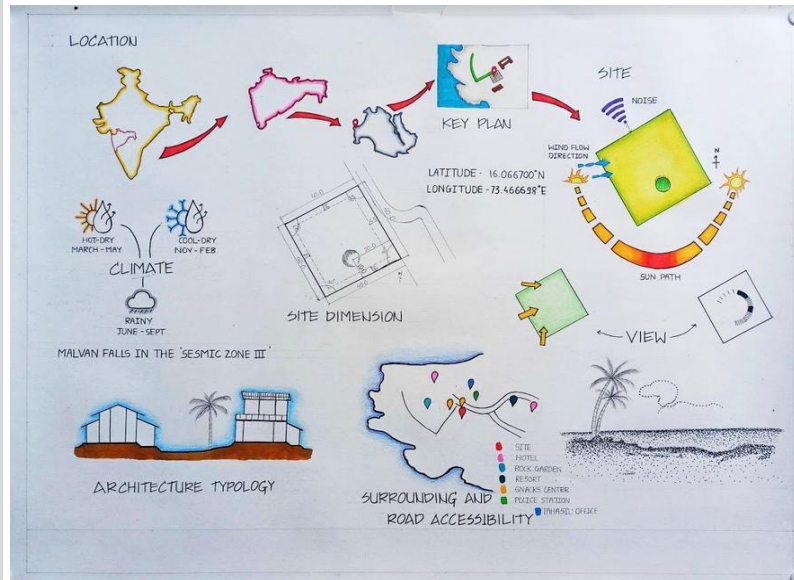 LOCATION
SITE
NOISE
KEY PLAN
WIND FLOW
DIRECTION
N
LATITUDE - 16.066700°N
LONGITUDE - 73.466698°E
HOT-DRY
MARCH - MAY
COOL-DRY
NOV - FEB
CLIMATE
RAINY
JUNE - SEPT
SUN PATH
SITE DIMENSION
VIEW
MALVAN FALLS IN THE 'SESMIC ZONE III'
SITE
HOTEL
ROCK GARDEN
RESORT
SNACKS CENTRR
POLICE STATION
TAHASIL' OFFICE
ARCHITECTURE TYPOLOGY
SURROUNDING AND
ROAD ACCESSIBILITY